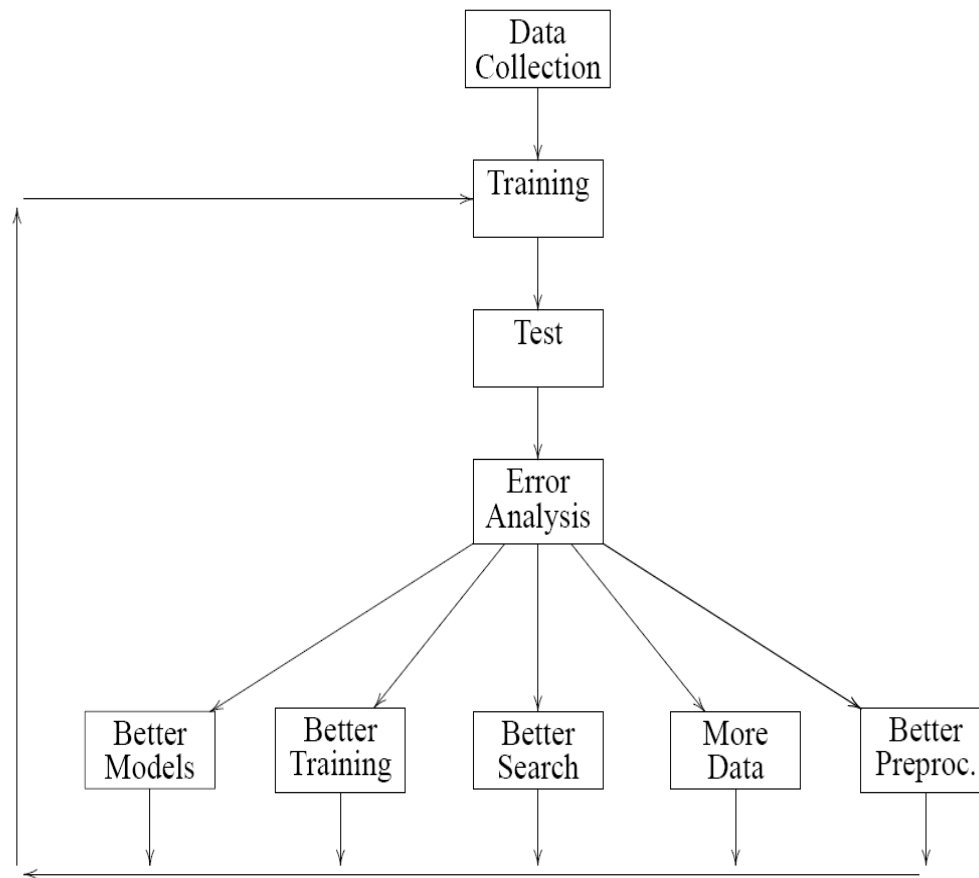 Data
Collection
Training
Test
Error
Analysis
Better
Models
Better
Training
Better
Search
More
Data
Better
Preproc.